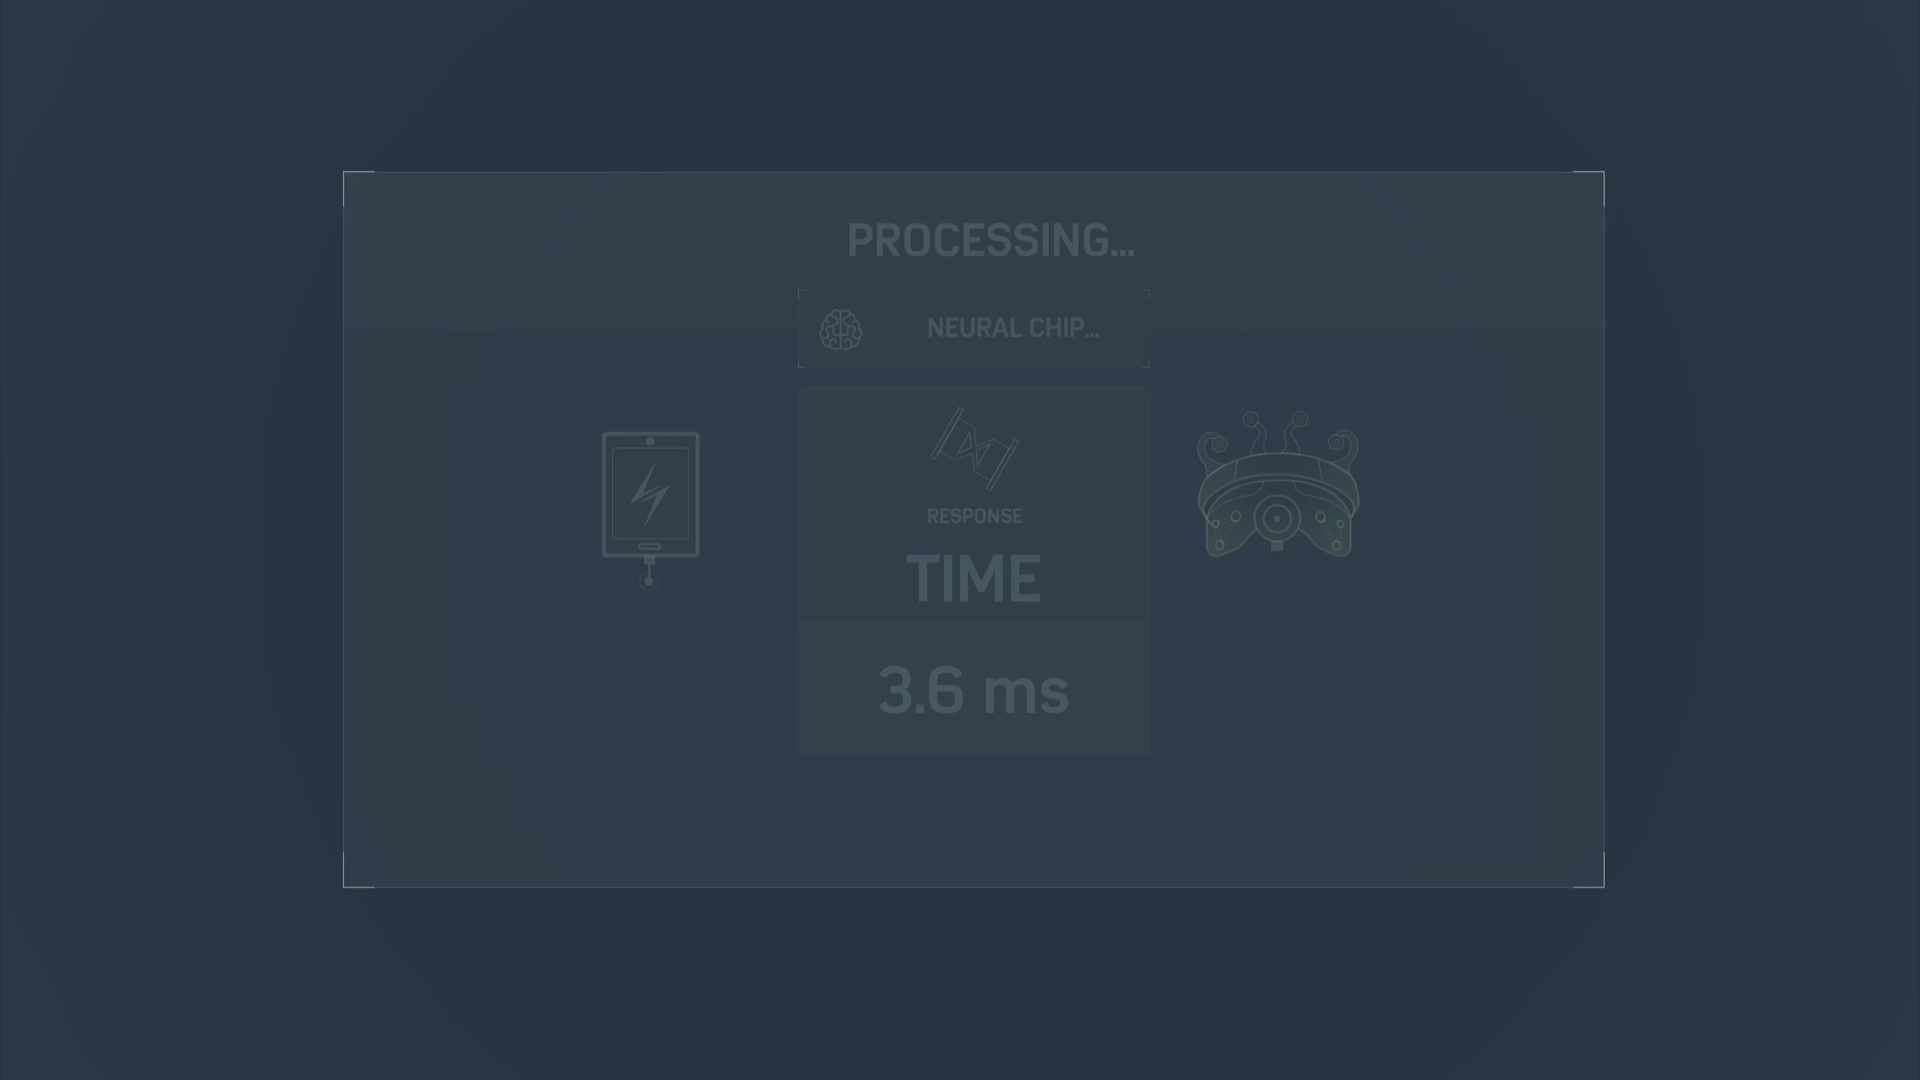 PROCESSING...
NEURAL CHIP...
RESPONSE
TIME
3.6 ms